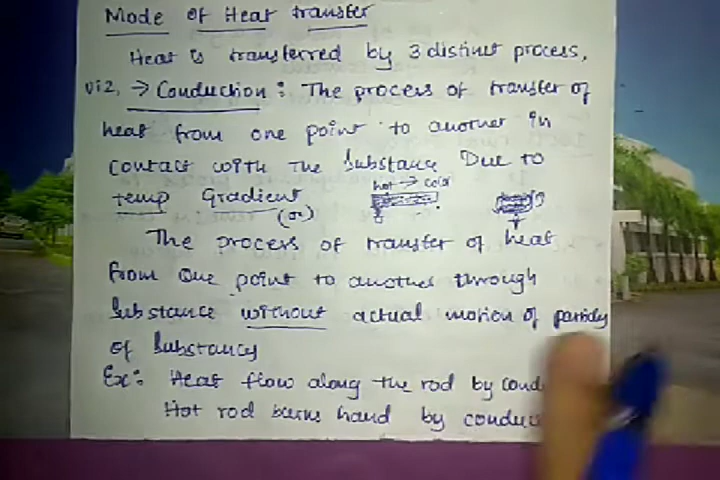 Mode of Heat transfer
Heat is transferred by 3 distinct process,
viz, → Conduction : The process of transfer of
heat from one point to another in
contact with the substance Due to
temp Gradient
hot → cold
(or)
The process of transfer of heat
from one point to another through
substance without actual motion of
of substances
Ex: Heat flow along the rod by
Hot rod burns hand by